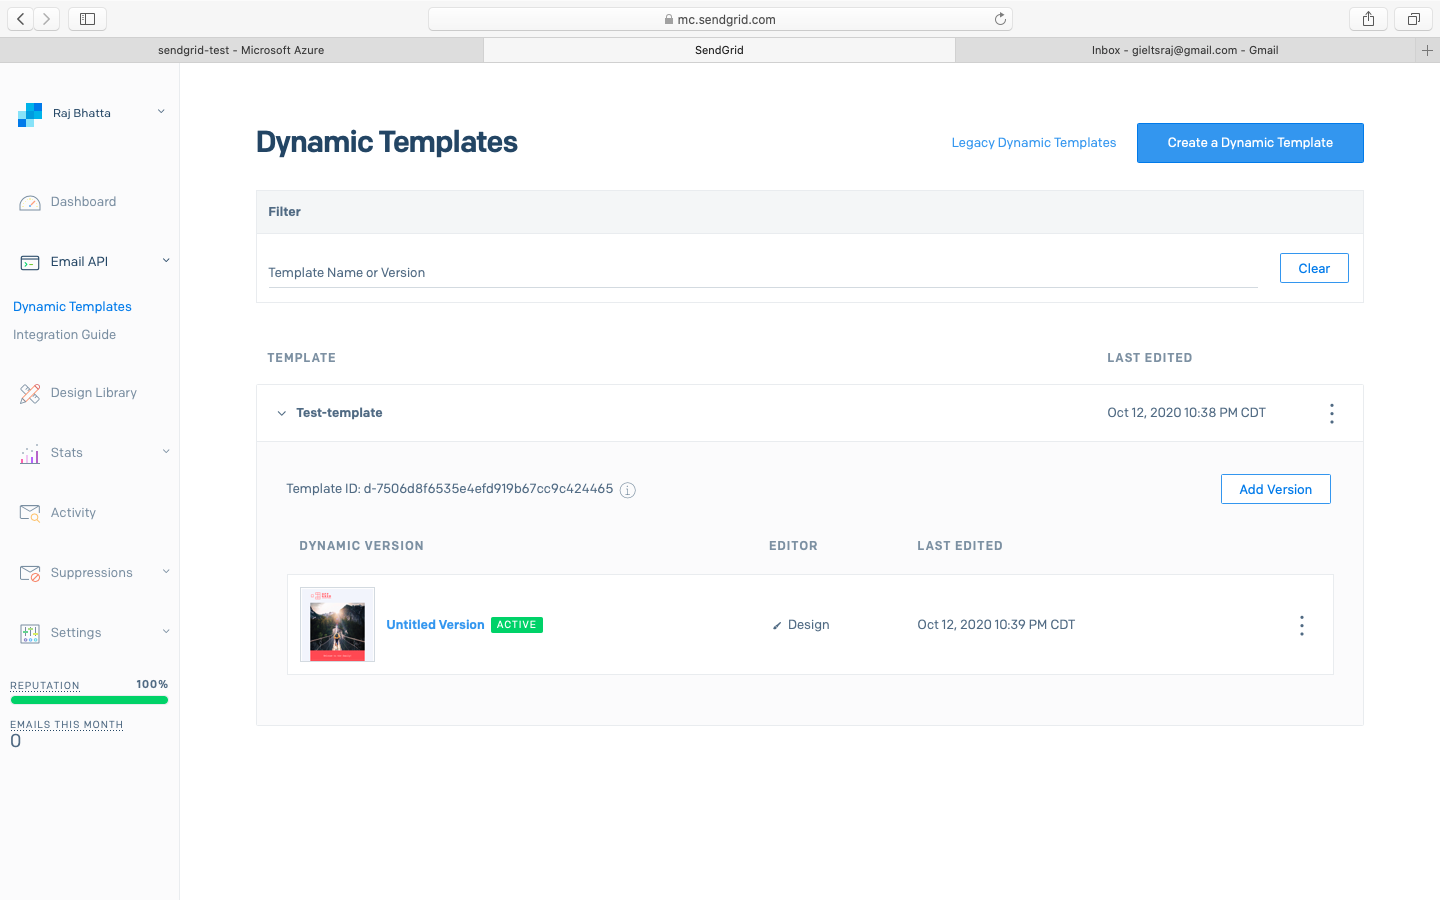 mc.sendgrid.com
sendgrid-test - Microsoft Azure
SendGrid
Inbox - gieltsraj@gmail.com - Gmail
Raj Bhatta
Dashboard
Email API
Dynamic Templates
Integration Guide
Design Library
Stats
Activity
Suppressions
Settings
REPUTATION 100%
EMAILS THIS MONTH
0
Dynamic Templates
Legacy Dynamic Templates
Create a Dynamic Template
Filter
Template Name or Version
Clear
TEMPLATE LAST EDITED
Test-template Oct 12, 2020 10:38 PM CDT
Template ID: d-7506d8f6535e4efd919b67cc9c424465
Add Version
DYNAMIC VERSION EDITOR LAST EDITED
Untitled Version ACTIVE Design Oct 12, 2020 10:39 PM CDT